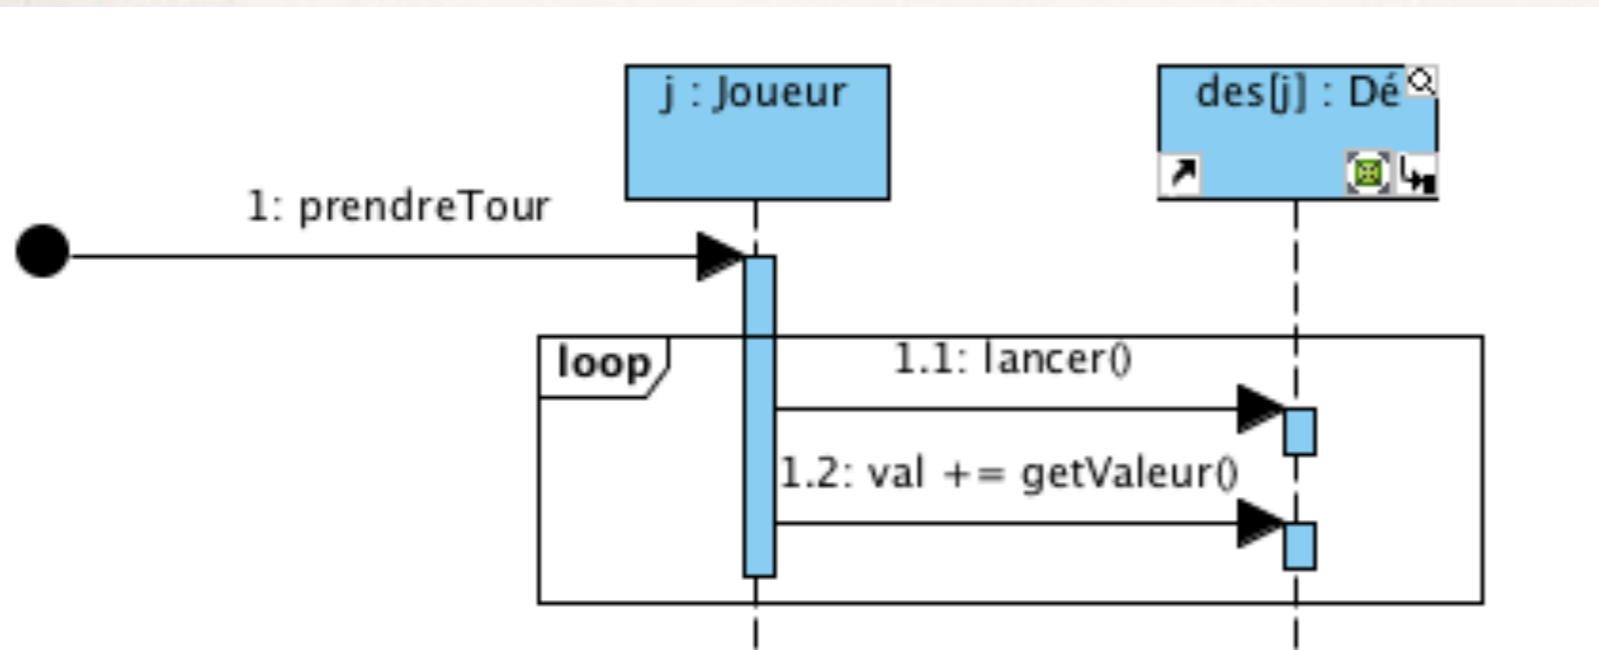 j : Joueur
des[j] : Dé
1: prendreTour
loop
1.1: lancer()
1.2: val += getValeur()